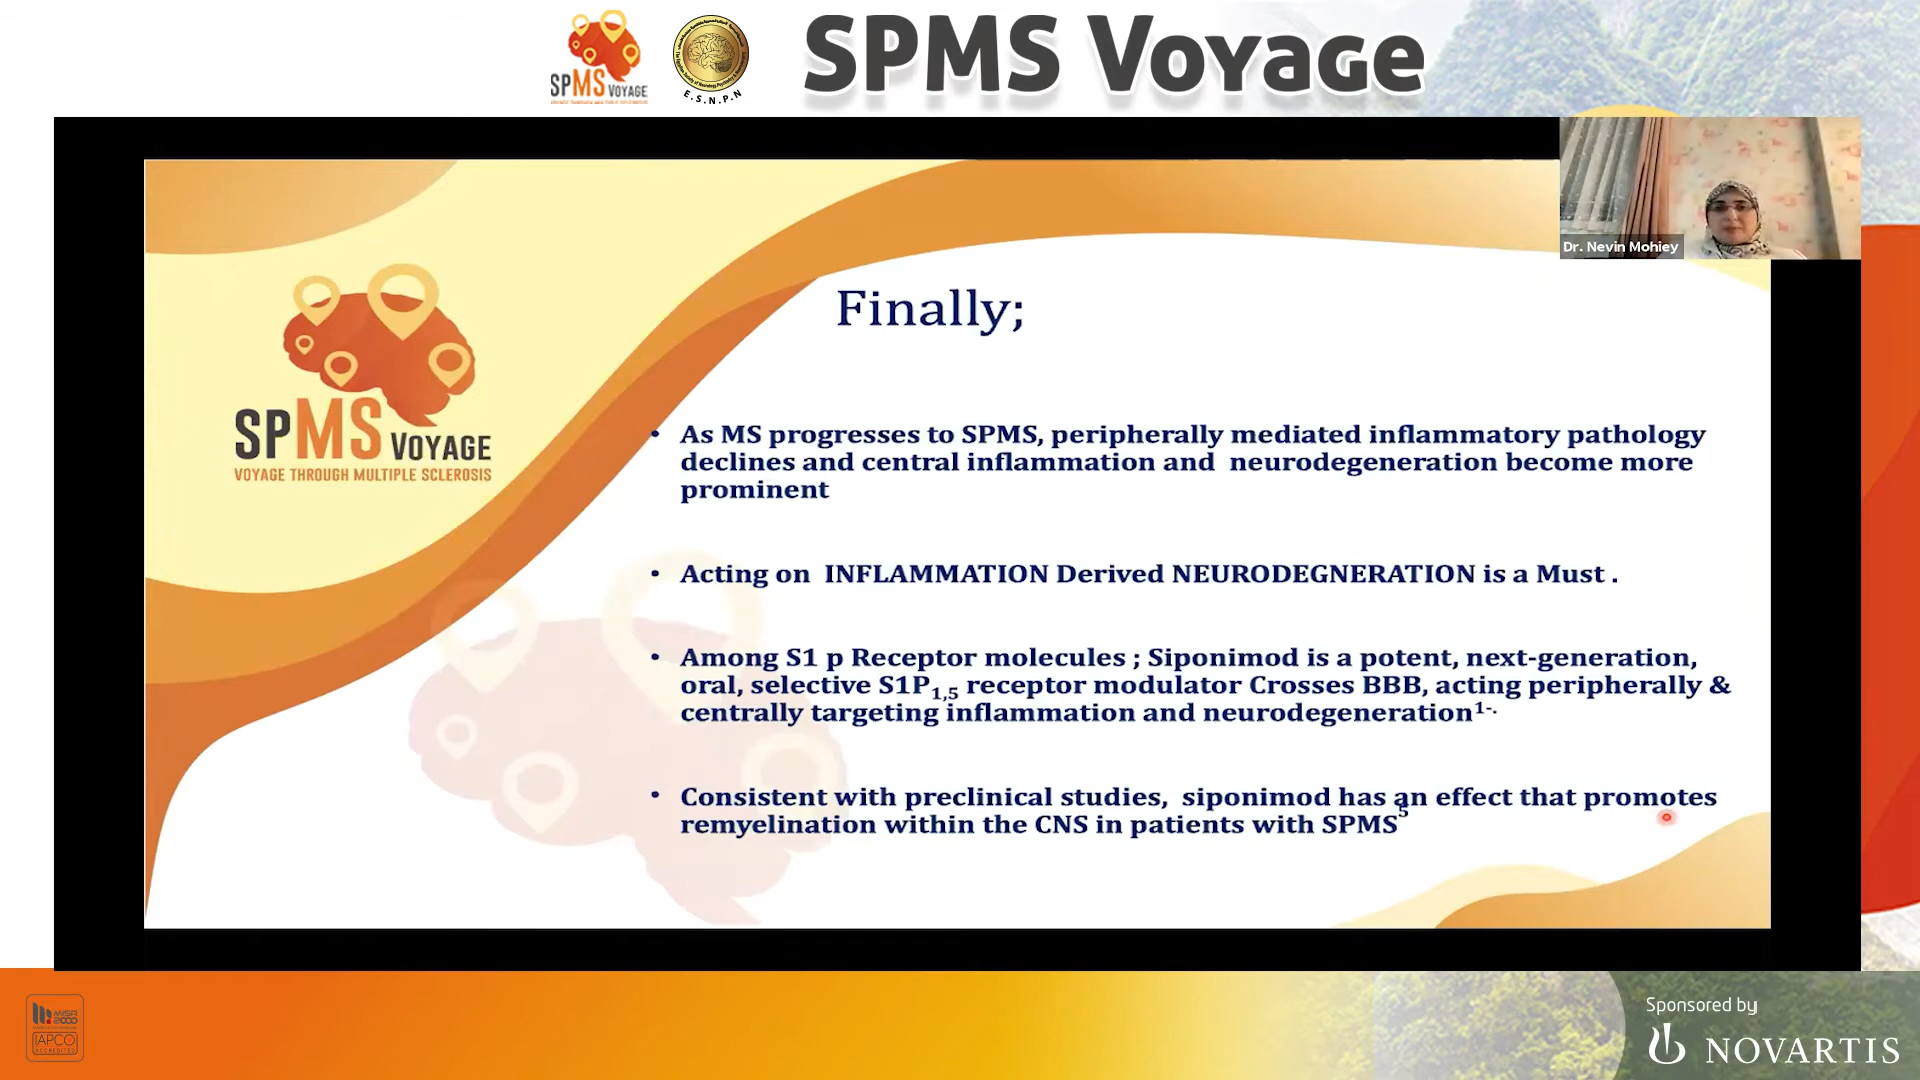 SPMS VOYAGE
E.S.N.P.N
SPMS Voyage
Dr. Nevin Mohiey
SPMS VOYAGE
VOYAGE THROUGH MULTIPLE SCLEROSIS
Finally;
• As MS progresses to SPMS, peripherally mediated inflammatory pathology
declines and central inflammation and neurodegeneration become more
prominent
• Acting on INFLAMMATION Derived NEURODEGNERATION is a Must .
• Among S1 p Receptor molecules ; Siponimod is a potent, next-generation,
oral, selective S1P1,5 receptor modulator Crosses BBB, acting peripherally &
centrally targeting inflammation and neurodegeneration1-.
• Consistent with preclinical studies, siponimod has an effect that promotes
remyelination within the CNS in patients with SPMS5
MISR
2000
IAPCO
ACCREDITED
Sponsored by
NOVARTIS